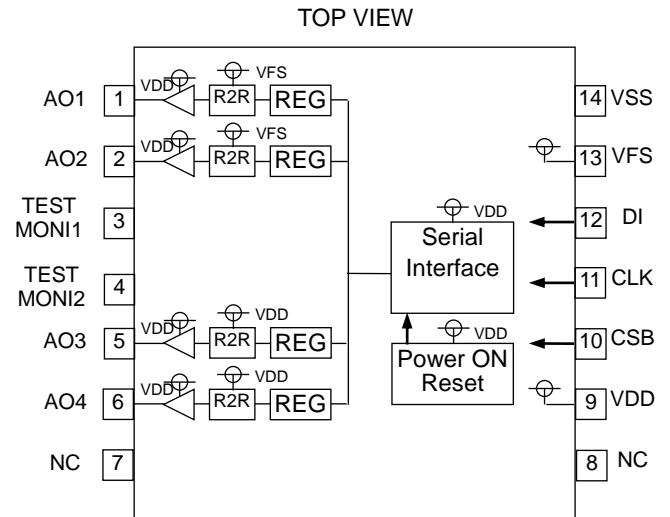 TOP VIEW
AO1 1 VDD R2R VFS REG 14 VSS
AO2 2 VDD R2R VFS REG 13 VFS
TEST
MONI1
3
VDD
Serial
Interface
12 DI
TEST
MONI2
4
11 CLK
AO3 5 VDD R2R VDD REG
VDD
Power ON
Reset
10 CSB
AO4 6 VDD R2R VDD REG 9 VDD
NC 7 8 NC